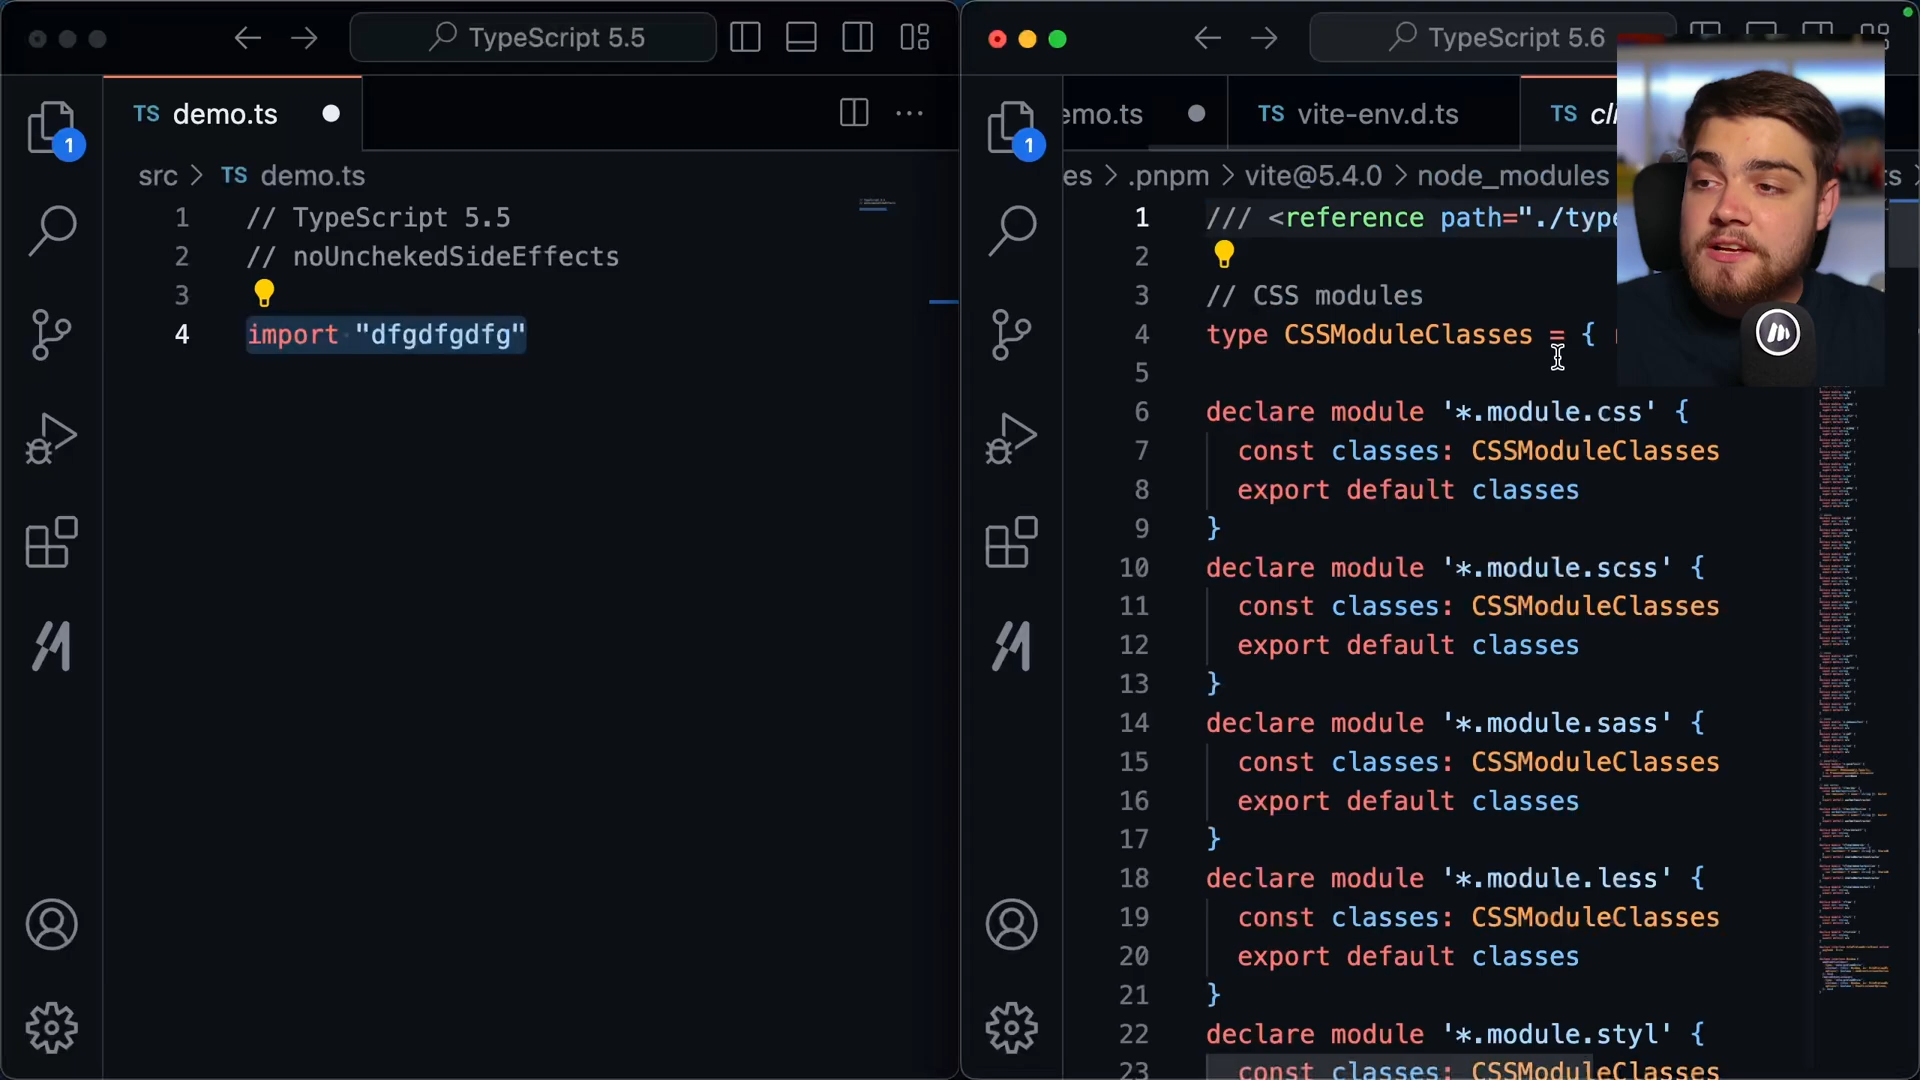 TypeScript 5.5
TS demo.ts
1
src > TS demo.ts
1 // TypeScript 5.5
2 // noUnchekedSideEffects
3
4 import "dfgdfgdfg"
TypeScript 5.6
emo.ts
TS vite-env.d.ts
TS cli
1
es > .pnpm > vite@5.4.0 > node_modules
ts >
1 /// <reference path="./type
2
3 // CSS modules
4 type CSSModuleClasses = {
5
6 declare module '*.module.css' {
7 const classes: CSSModuleClasses
8 export default classes
9 }
10 declare module '*.module.scss' {
11 const classes: CSSModuleClasses
12 export default classes
13 }
14 declare module '*.module.sass' {
15 const classes: CSSModuleClasses
16 export default classes
17 }
18 declare module '*.module.less' {
19 const classes: CSSModuleClasses
20 export default classes
21 }
22 declare module '*.module.styl' {
23 const classes: CSSModuleClasses